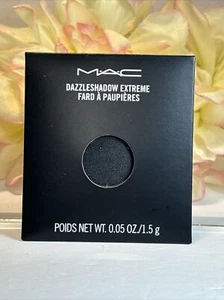 MAC
DAZZLESHADOW EXTREME
FARD À PAUPIÈRES
POIDS NET WT. 0.05 OZ./1.5 g